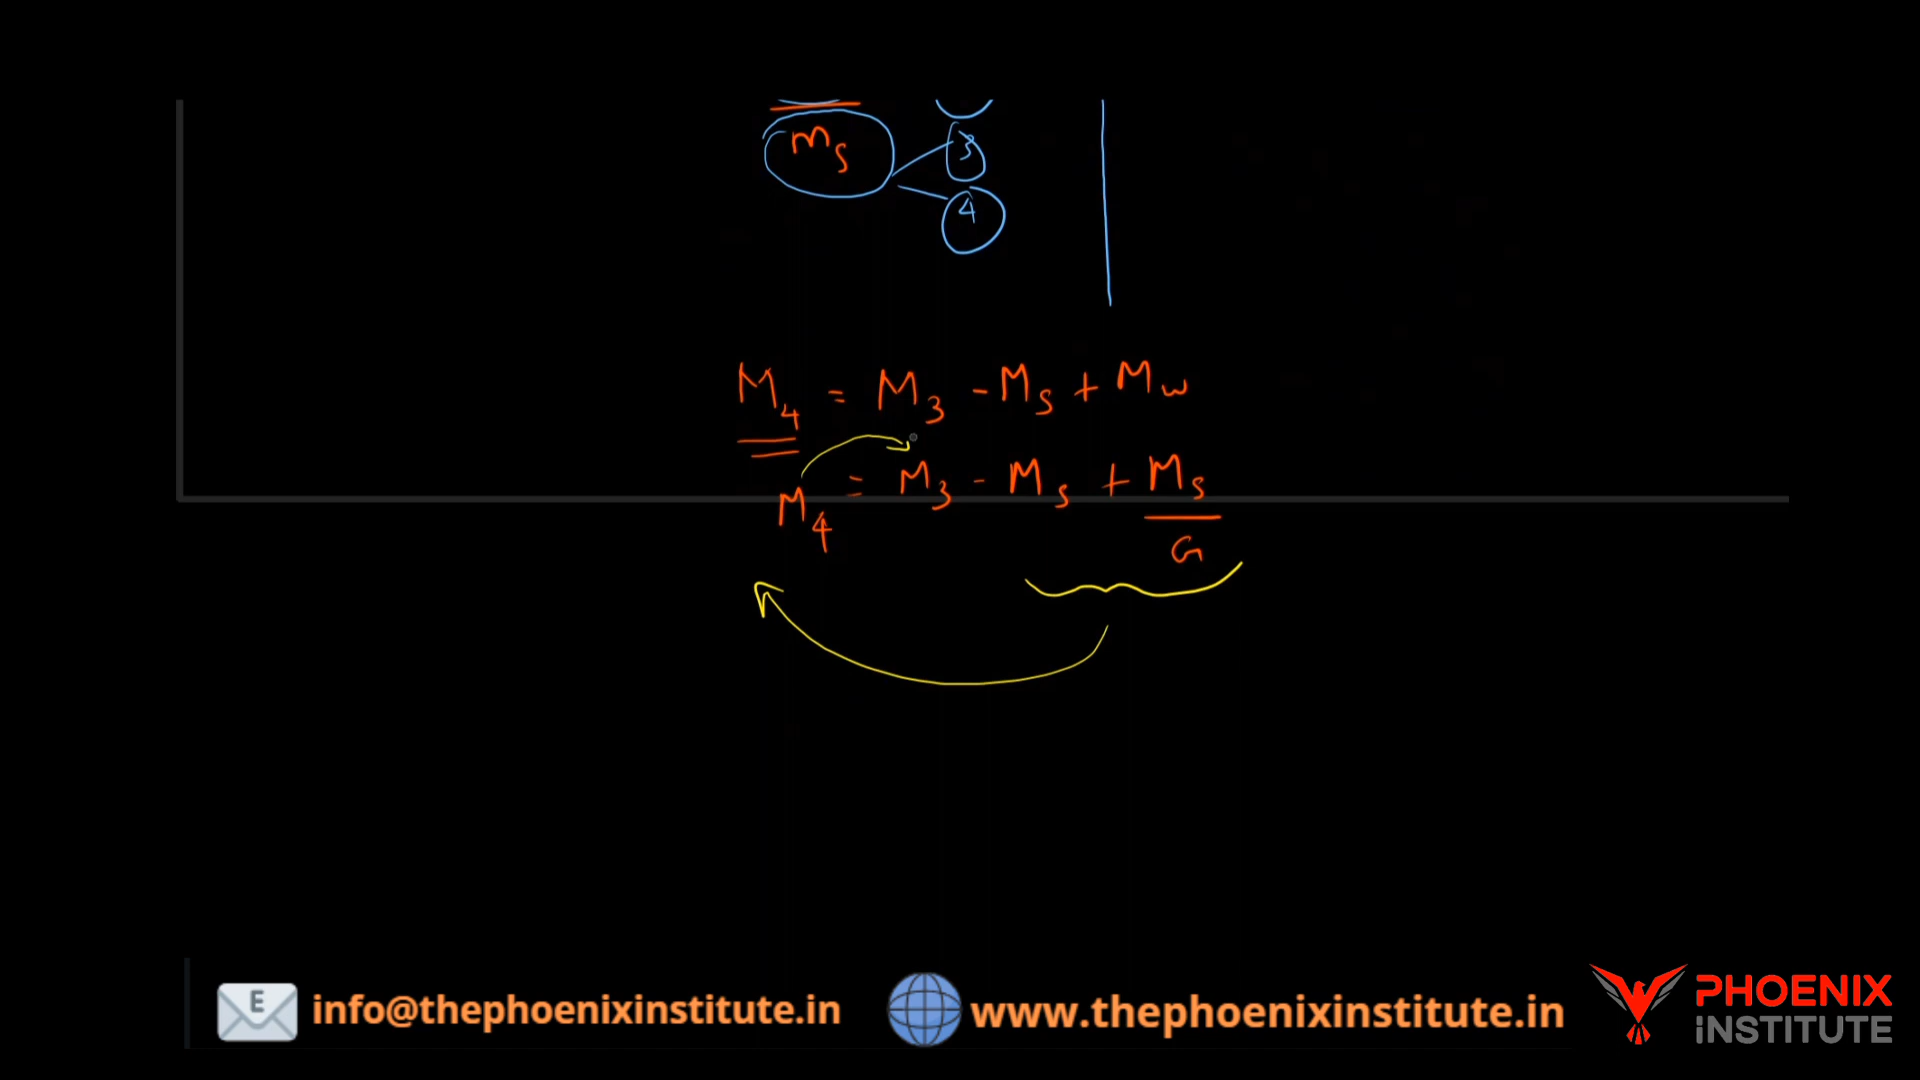 ms
3
4
M4 = M3 - Ms + Mw
M4 = M3 - Ms + Ms/G
E
info@thephoenixinstitute.in
www.thephoenixinstitute.in
PHOENIX
iNSTITUTE